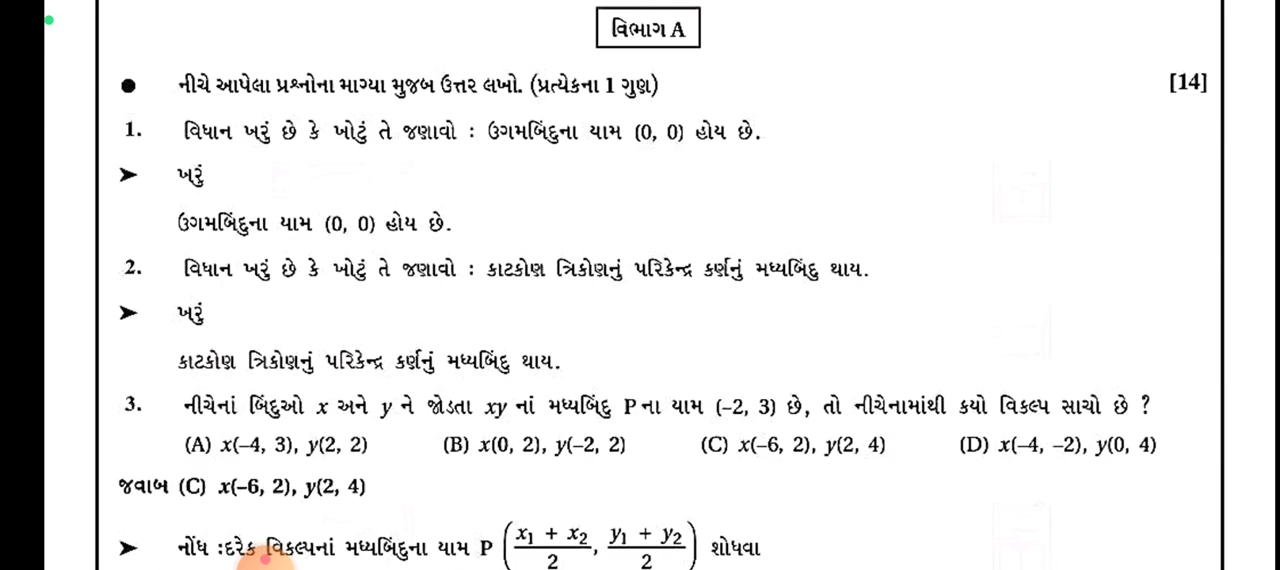 વિભાગ A
● નીચે આપેલા પ્રશ્નોના માગ્યા મુજબ ઉત્તર લખો. (પ્રત્યેકના 1 ગુણ) [14]
1. વિધાન ખરું છે કે ખોટું તે જણાવો : ઉગમબિંદુના યામ (0, 0) હોય છે.
➤ ખરું
ઉગમબિંદુના યામ (0, 0) હોય છે.
2. વિધાન ખરું છે કે ખોટું તે જણાવો : કાટકોણ ત્રિકોણનું પરિકેન્દ્ર કર્ણનું મધ્યબિંદુ થાય.
➤ ખરું
કાટકોણ ત્રિકોણનું પરિકેન્દ્ર કર્ણનું મધ્યબિંદુ થાય.
3. નીચેનાં બિંદુઓ x અને y ને જોડતા xy નાં મધ્યબિંદુ P ના યામ (–2, 3) છે, તો નીચેનામાંથી કયો વિકલ્પ સાચો છે ?
(A) x(–4, 3), y(2, 2) (B) x(0, 2), y(–2, 2) (C) x(–6, 2), y(2, 4) (D) x(–4, –2), y(0, 4)
જવાબ (C) x(–6, 2), y(2, 4)
➤ નોંધ :દરેક વિકલ્પનાં મધ્યબિંદુના યામ P (x₁ + x₂ / 2, y₁ + y₂ / 2) શોધવા